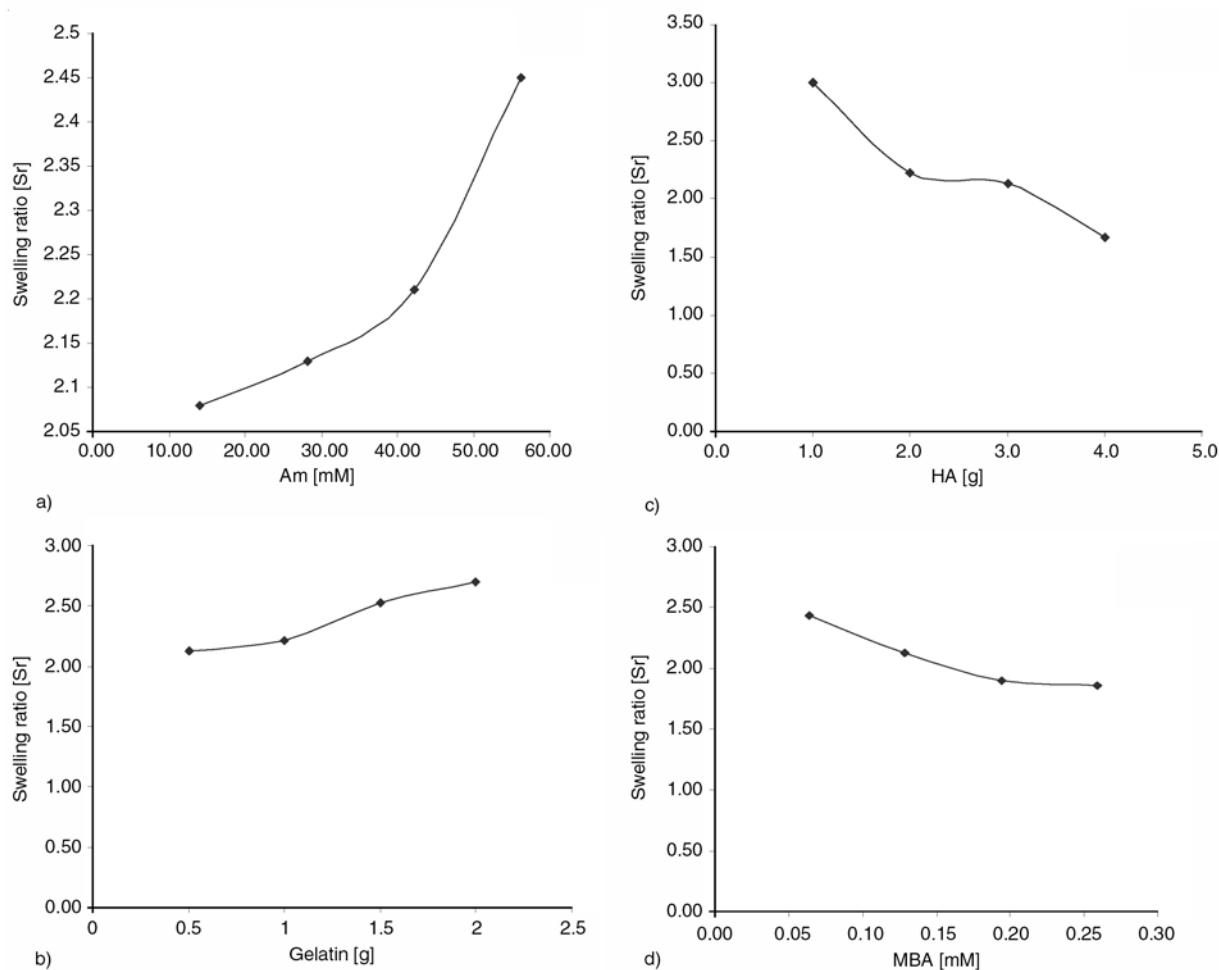 2.5
2.45
2.4
2.35
2.3
2.25
2.2
2.15
2.1
2.05
Swelling ratio [Sr]
0.00 10.00 20.00 30.00 40.00 50.00 60.00
Am [mM]
a)
3.50
3.00
2.50
2.00
1.50
1.00
0.50
0.00
Swelling ratio [Sr]
0.0 1.0 2.0 3.0 4.0 5.0
HA [g]
c)
3.00
2.50
2.00
1.50
1.00
0.50
0.00
Swelling ratio [Sr]
0 0.5 1 1.5 2 2.5
Gelatin [g]
b)
3.00
2.50
2.00
1.50
1.00
0.50
0.00
Swelling ratio [Sr]
0.00 0.05 0.10 0.15 0.20 0.25 0.30
MBA [mM]
d)